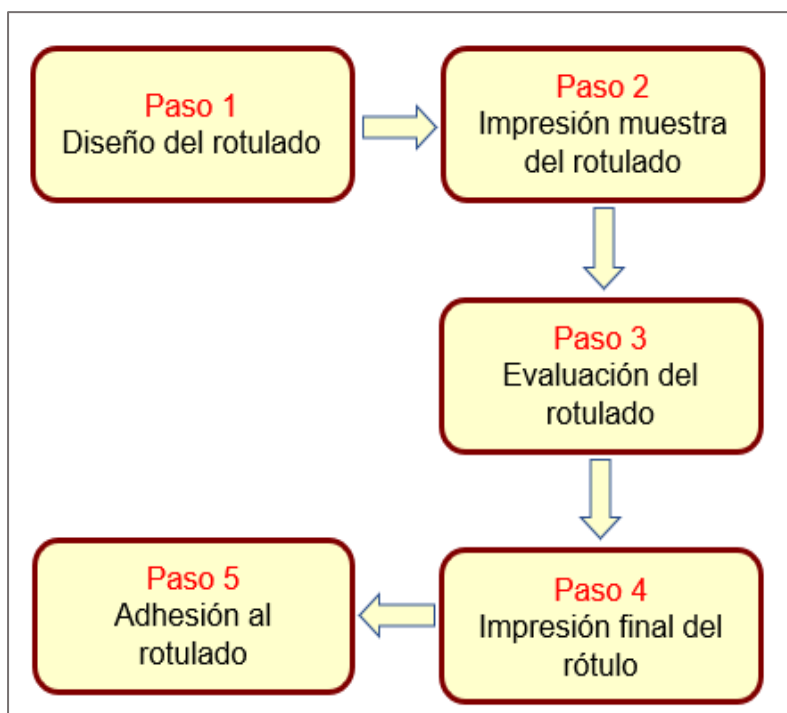 Paso 1
Diseño del rotulado
Paso 2
Impresión muestra
del rotulado
Paso 3
Evaluación del
rotulado
Paso 4
Impresión final del
rótulo
Paso 5
Adhesión al
rotulado